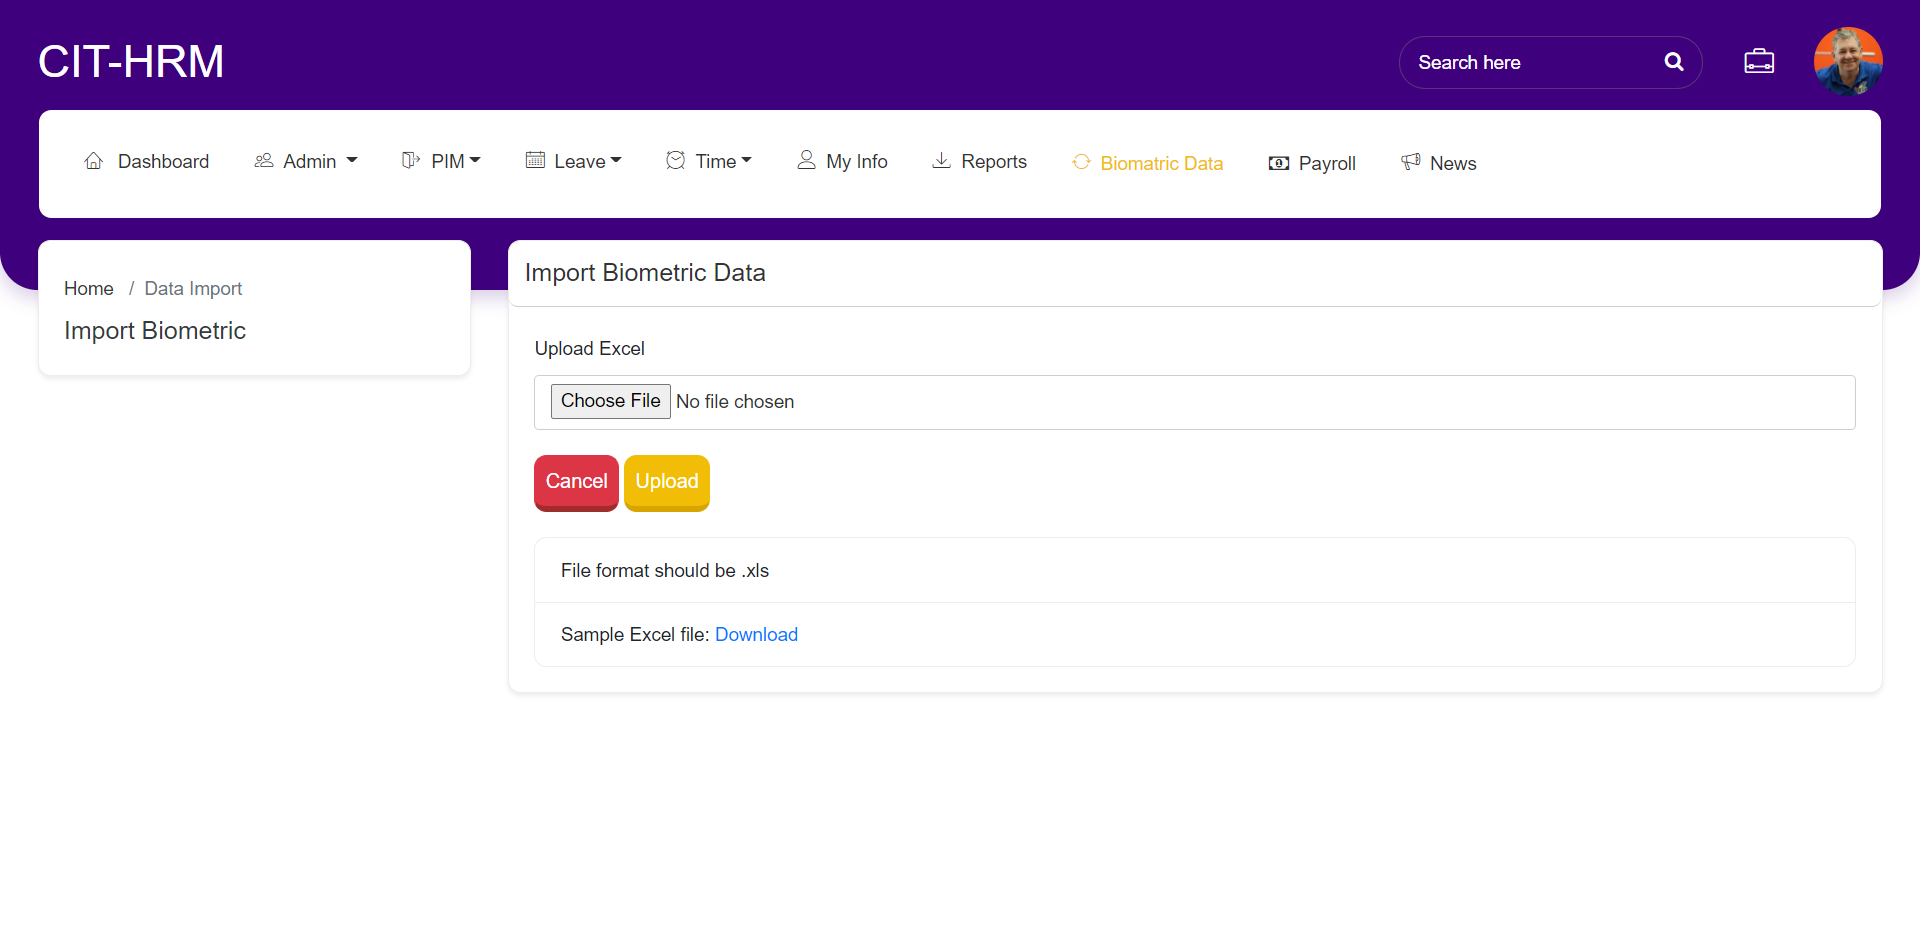 CIT-HRM
Search here
Dashboard
Admin
PIM
Leave
Time
My Info
Reports
Biomatric Data
Payroll
News
Home / Data Import
Import Biometric
Import Biometric Data
Upload Excel
Choose File No file chosen
Cancel
Upload
File format should be .xls
Sample Excel file: Download